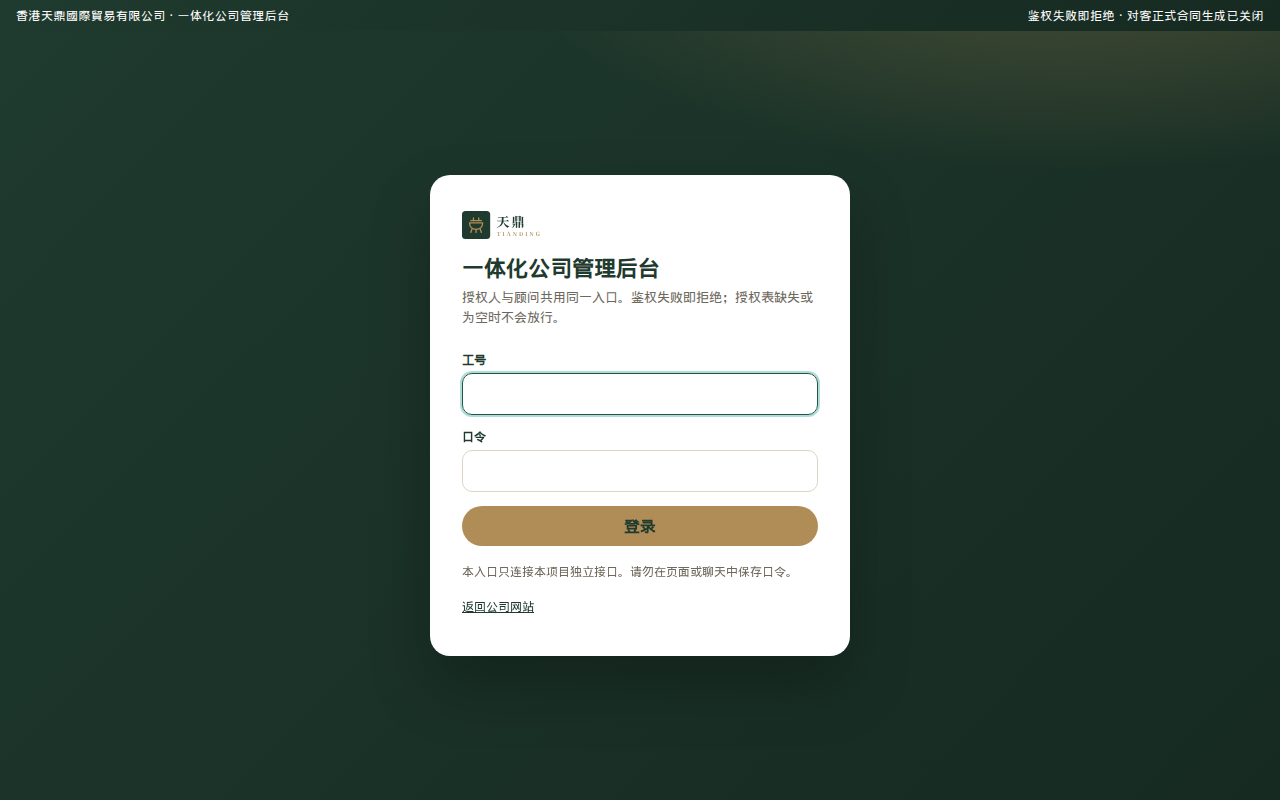 香港天鼎國際貿易有限公司 · 一体化公司管理后台
鉴权失败即拒绝 · 对客正式合同生成已关闭
天鼎
TIANDING
一体化公司管理后台
授权人与顾问共用同一入口。鉴权失败即拒绝；授权表缺失或
为空时不会放行。
工号
口令
登录
本入口只连接本项目独立接口。请勿在页面或聊天中保存口令。
返回公司网站